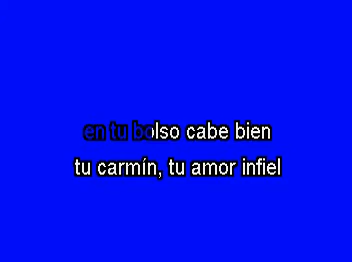 en tu bolso cabe bien
tu carmín, tu amor infiel